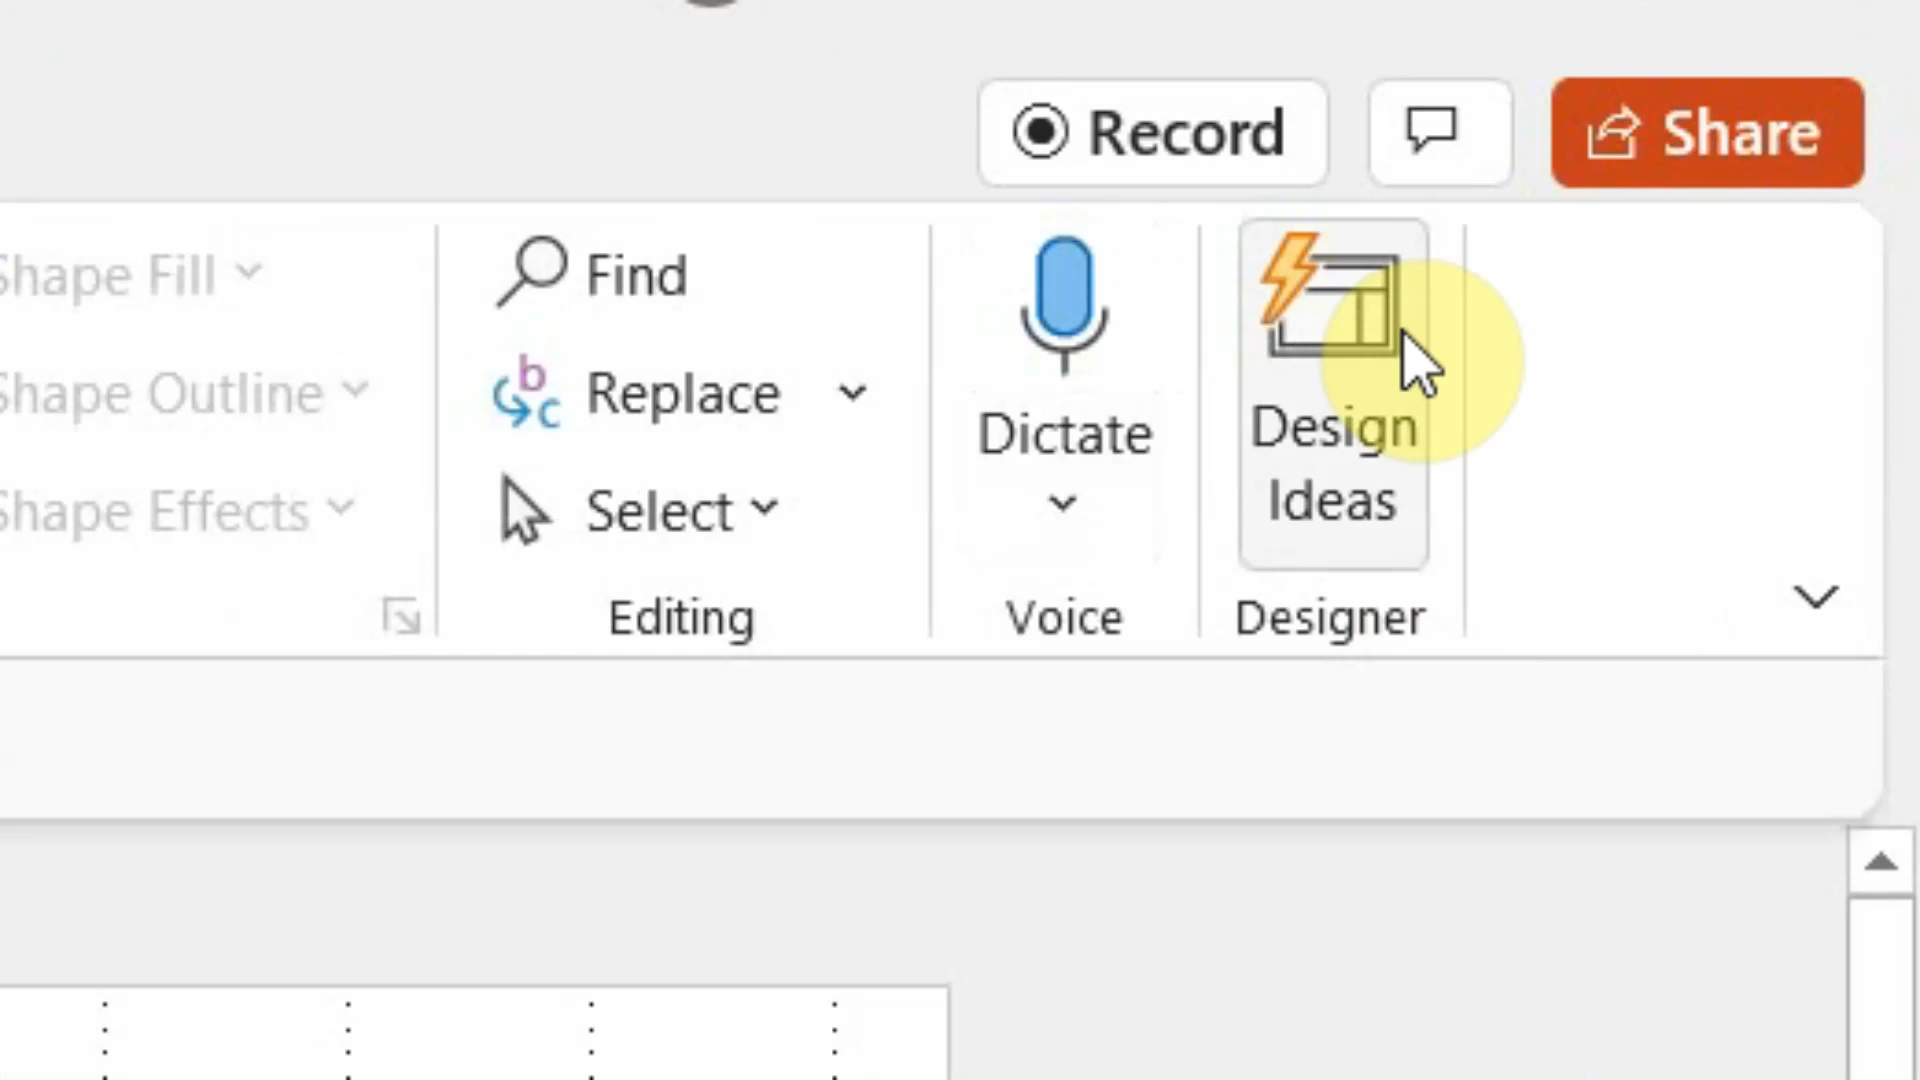 Record Share
Shape Fill Find
Shape Outline Replace
Dictate Design
Shape Effects Select Ideas
Editing Voice Designer